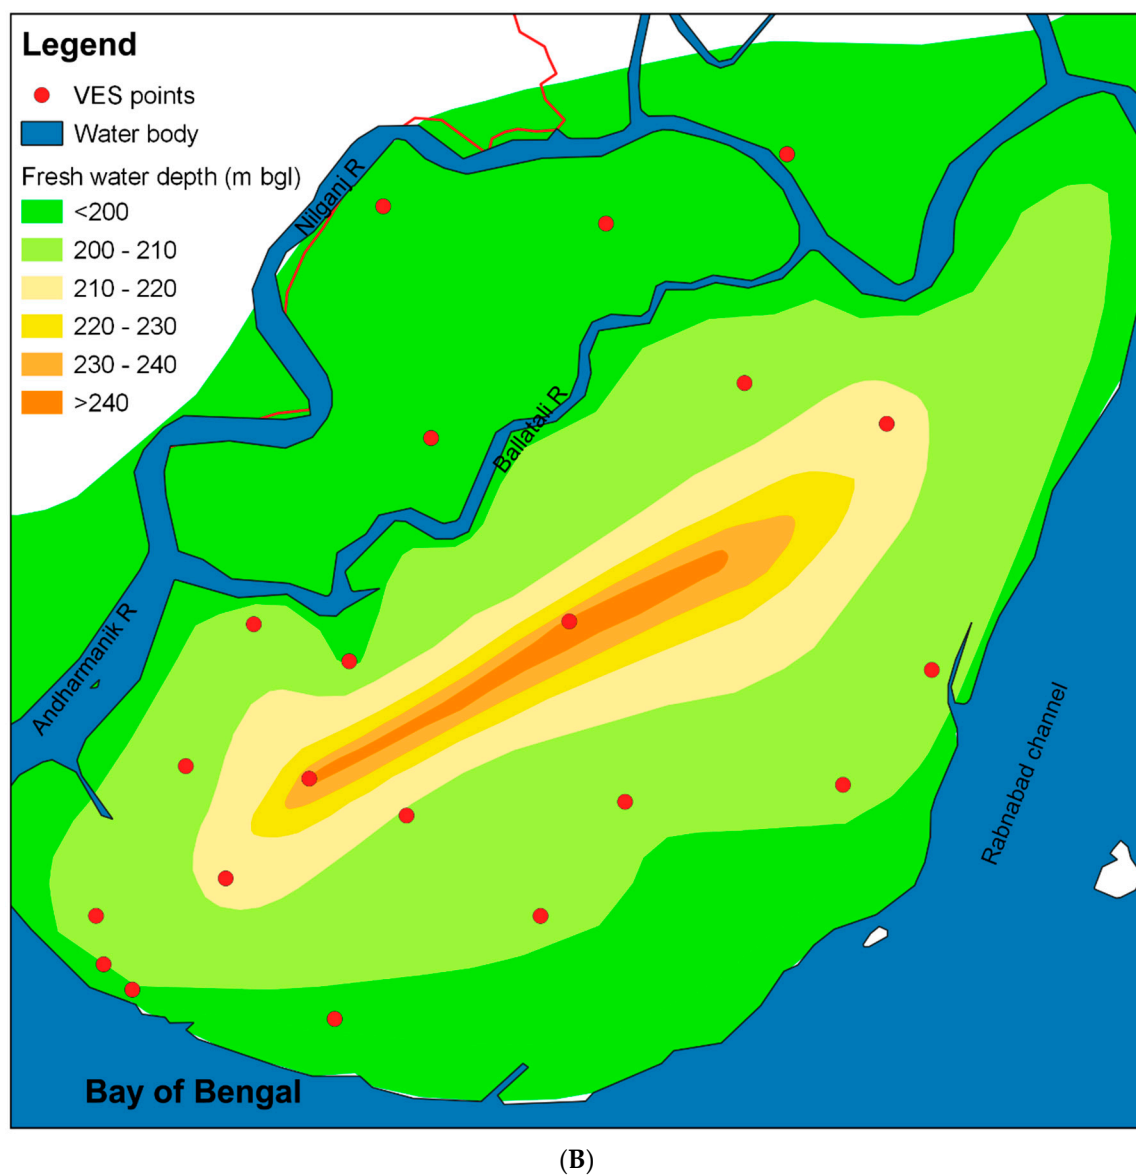 Legend
VES points
Water body
Fresh water depth (m bgl)
<200
200 - 210
210 - 220
220 - 230
230 - 240
>240
Nilganj R
Ballatali R
Andharmanik R
Rabnabad channel
Bay of Bengal
(B)